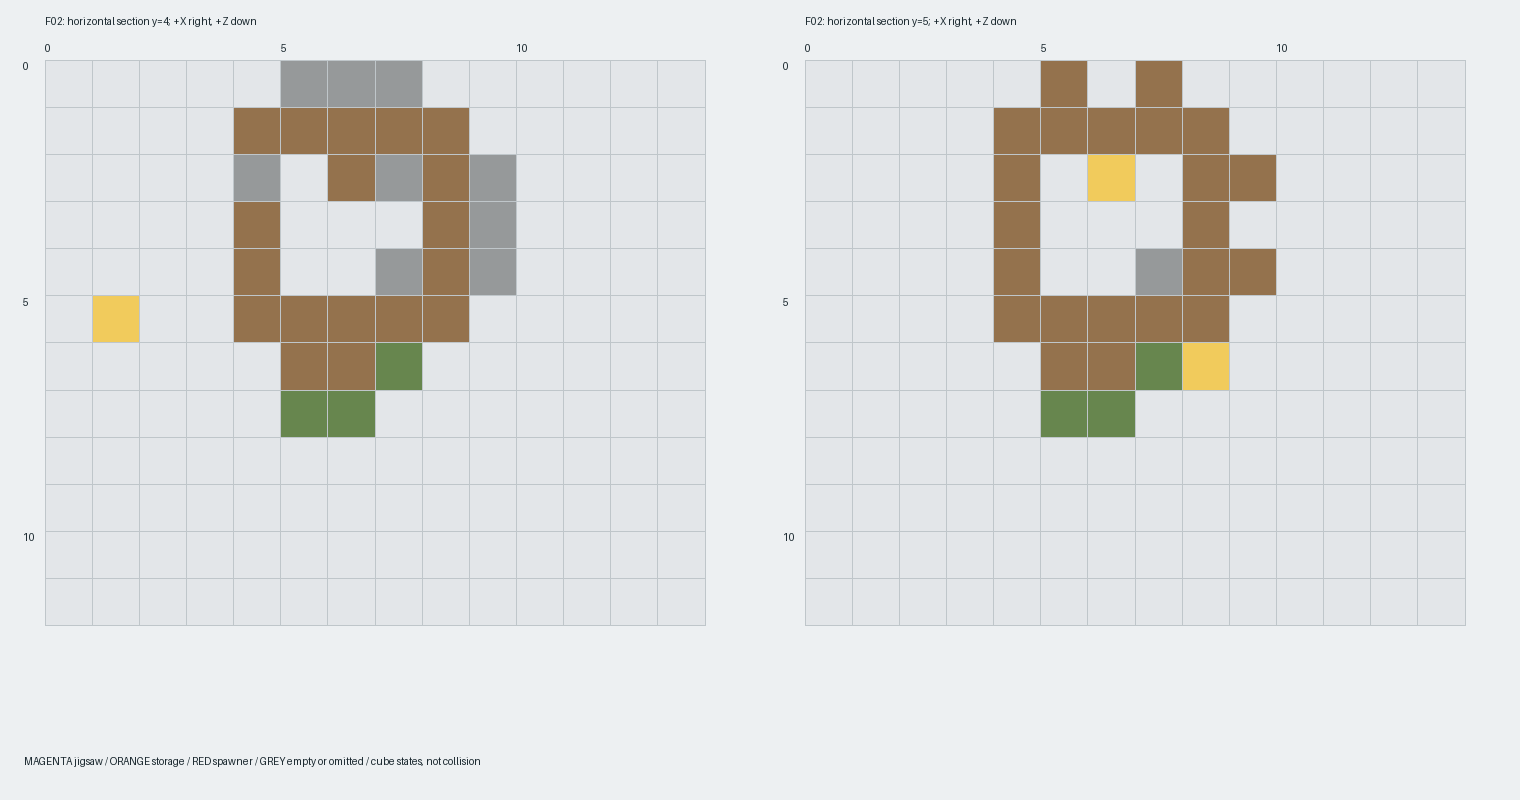 F02: horizontal section y=4; +X right, +Z down
F02: horizontal section y=5; +X right, +Z down
0 5 10
0 5 10
0
0
5
5
10
10
MAGENTA jigsaw / ORANGE storage / RED spawner / GREY empty or omitted / cube states, not collision